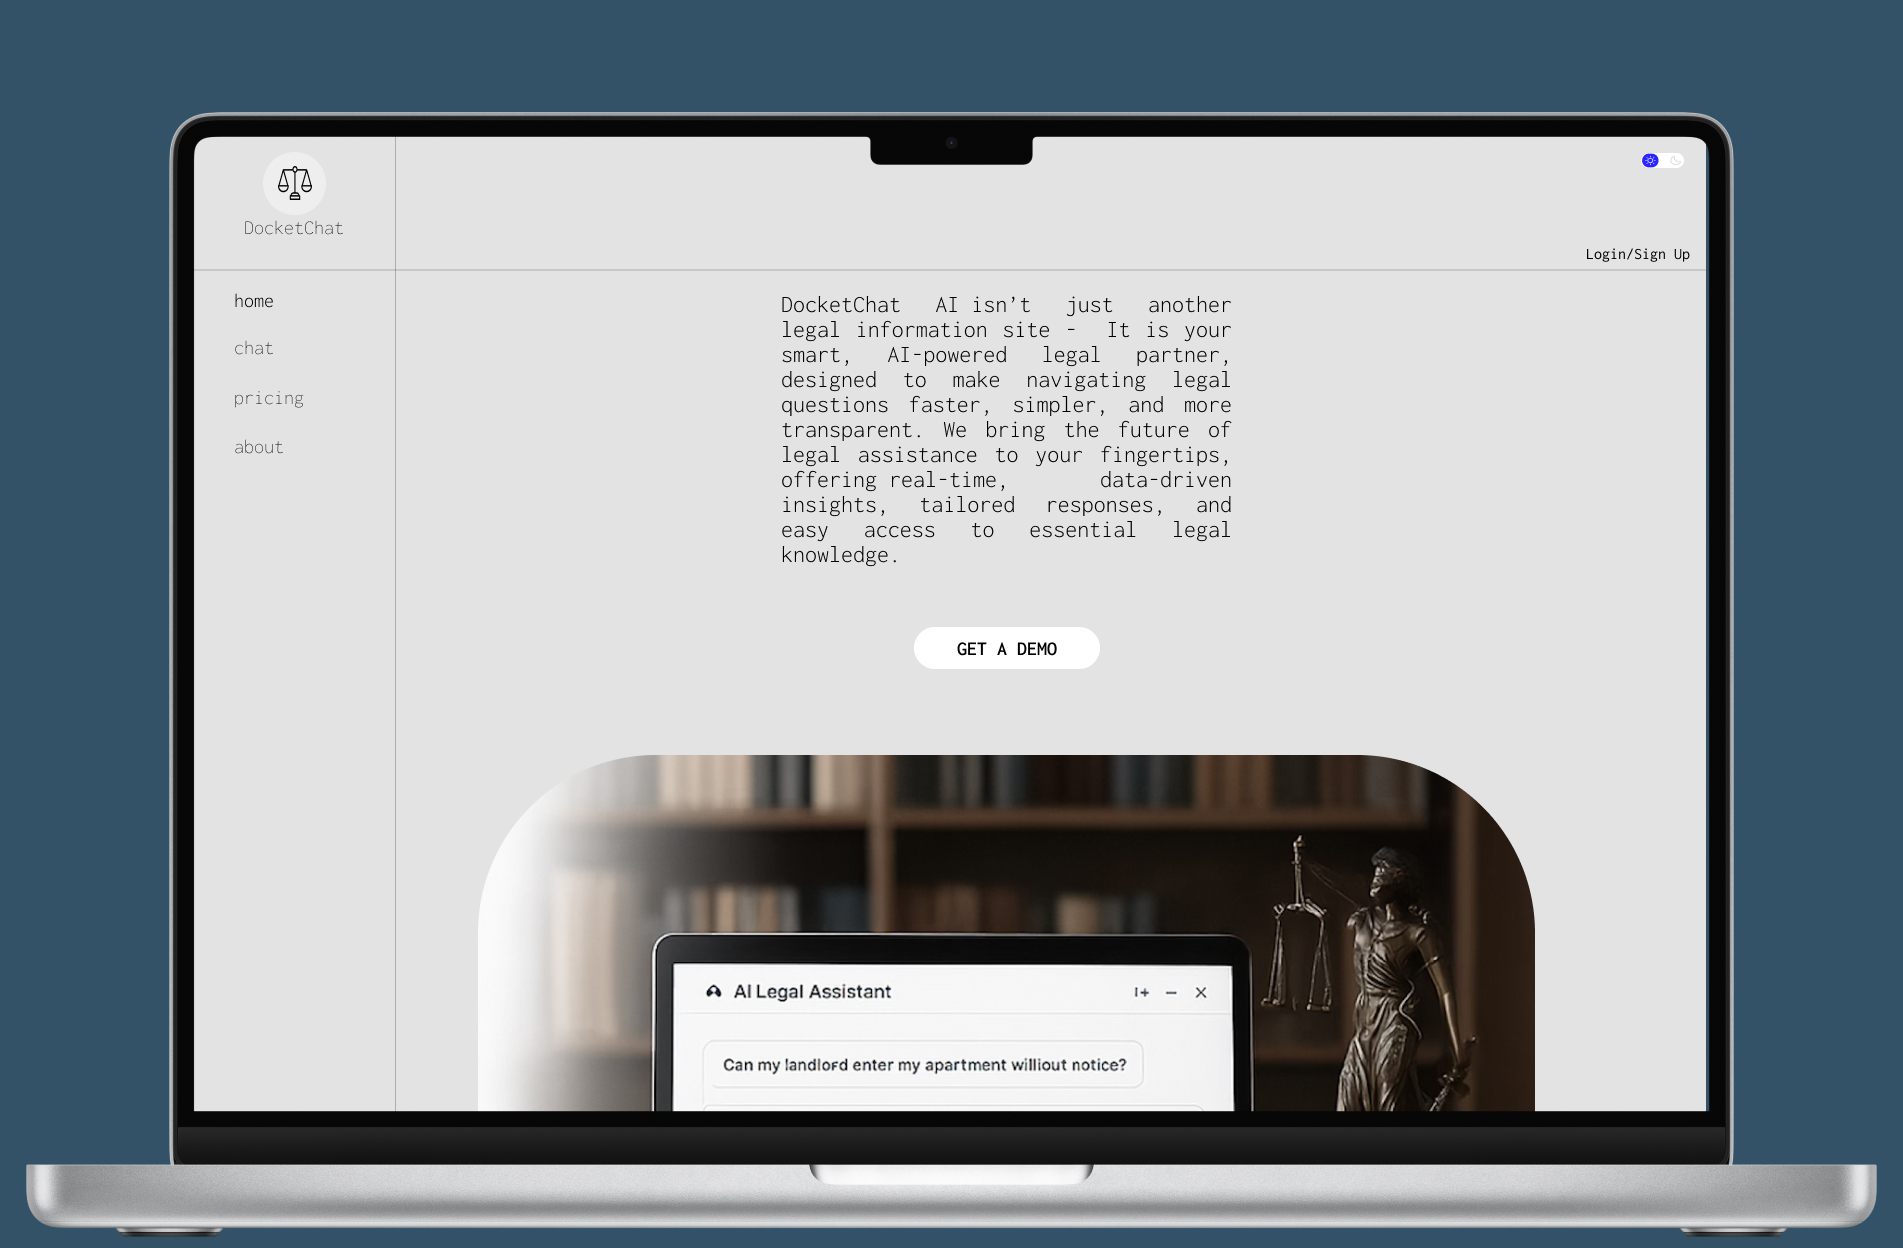 DocketChat
Login/Sign Up
home
chat
pricing
about
DocketChat AI isn’t just another
legal information site - It is your
smart, AI-powered legal partner,
designed to make navigating legal
questions faster, simpler, and more
transparent. We bring the future of
legal assistance to your fingertips,
offering real-time, data-driven
insights, tailored responses, and
easy access to essential legal
knowledge.
GET A DEMO
AI Legal Assistant
Can my landlord enter my apartment williout notice?